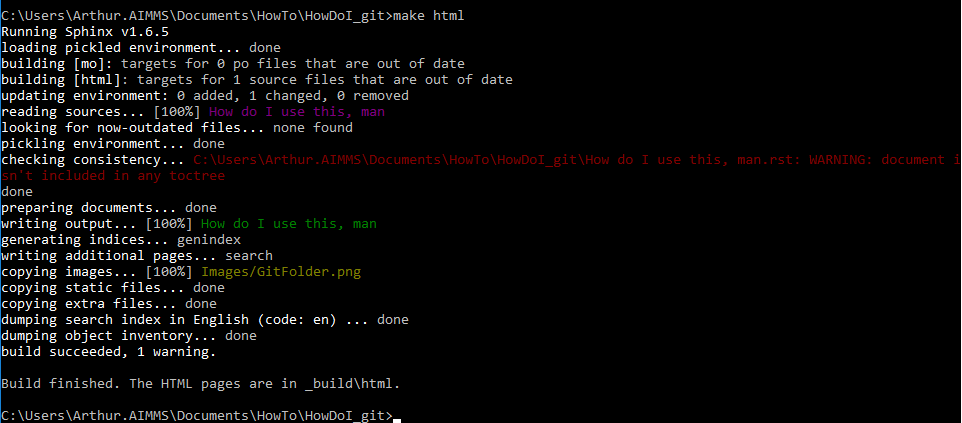 C:\Users\Arthur.AIMMS\Documents\HowTo\HowDoI_git>make html
Running Sphinx v1.6.5
loading pickled environment... done
building [mo]: targets for 0 po files that are out of date
building [html]: targets for 1 source files that are out of date
updating environment: 0 added, 1 changed, 0 removed
reading sources... [100%] How do I use this, man
looking for now-outdated files... none found
pickling environment... done
checking consistency... C:\Users\Arthur.AIMMS\Documents\HowTo\HowDoI_git\How do I use this, man.rst: WARNING: document i
sn't included in any toctree
done
preparing documents... done
writing output... [100%] How do I use this, man
generating indices... genindex
writing additional pages... search
copying images... [100%] Images/GitFolder.png
copying static files... done
copying extra files... done
dumping search index in English (code: en) ... done
dumping object inventory... done
build succeeded, 1 warning.
Build finished. The HTML pages are in _build\html.
C:\Users\Arthur.AIMMS\Documents\HowTo\HowDoI_git>